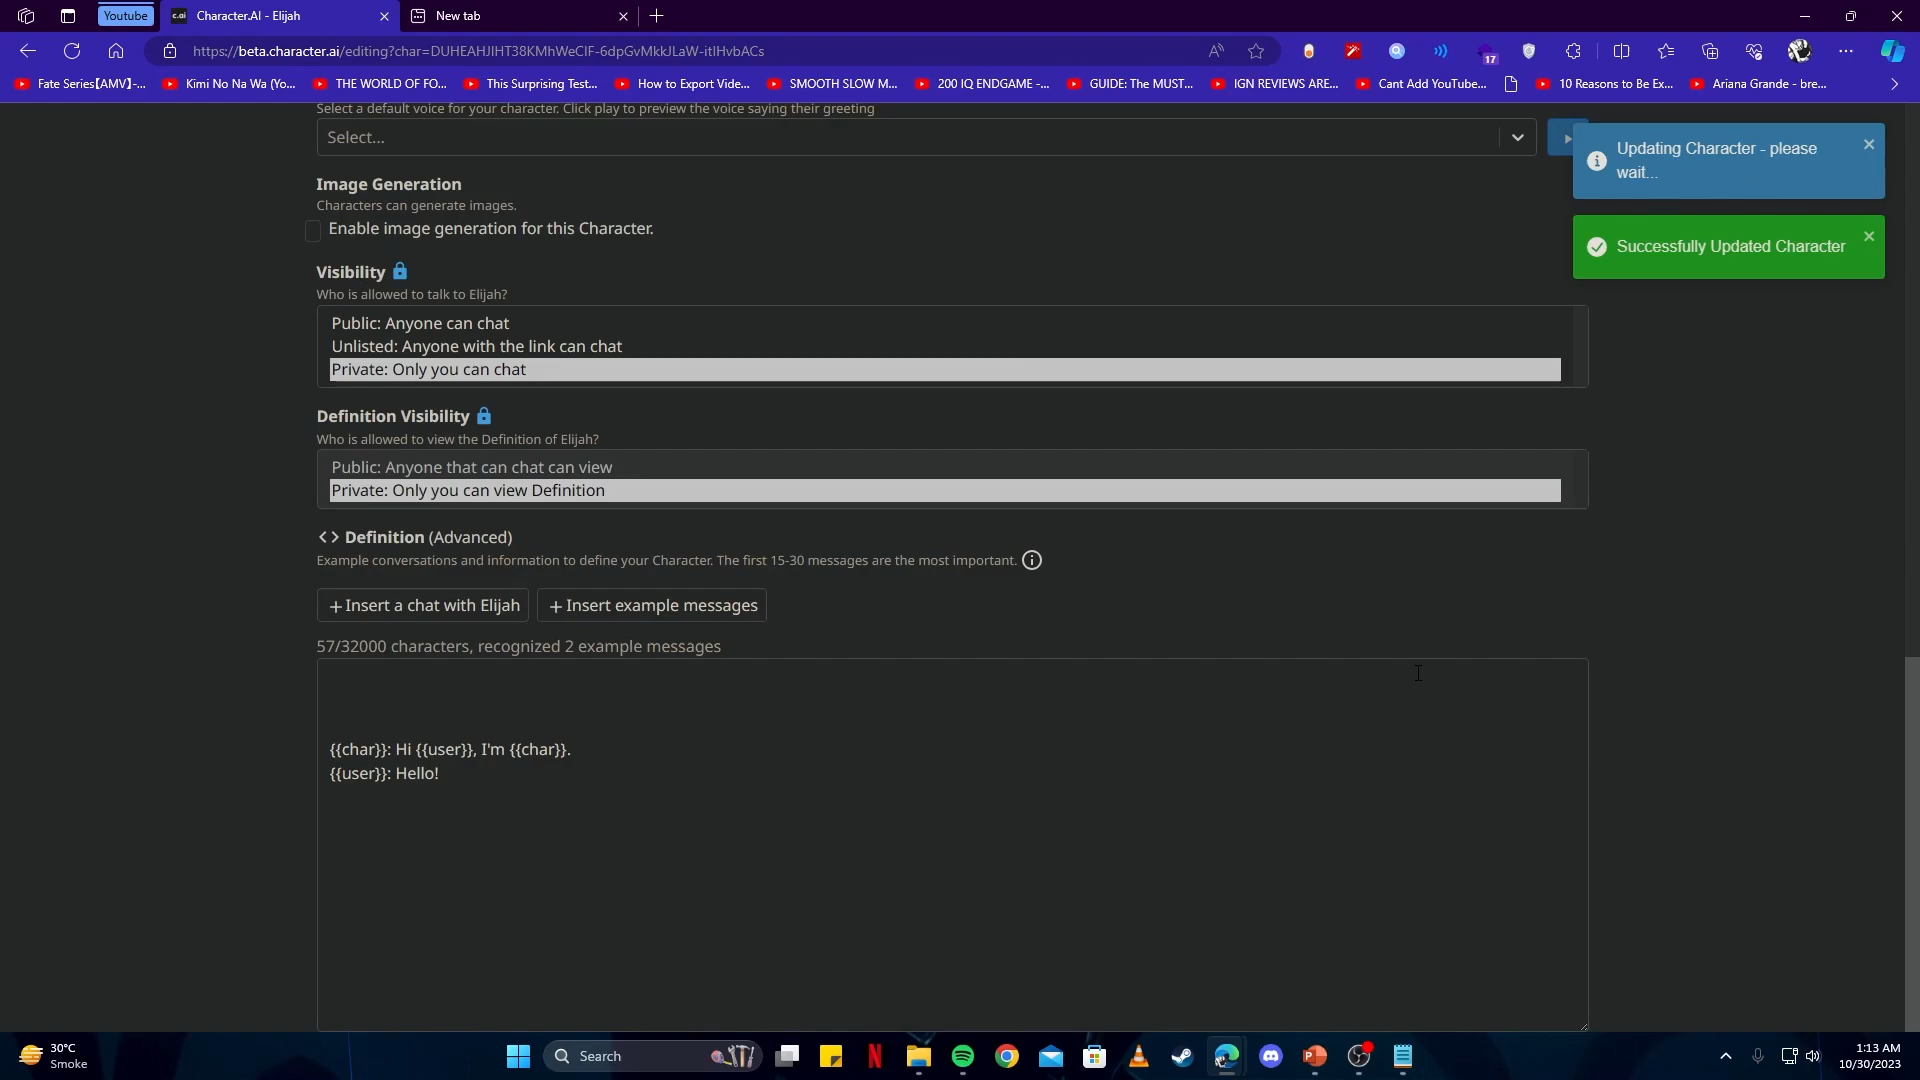 Youtube
c.ai
Character.AI - Elijah
New tab
https://beta.character.ai/editing?char=DUHEAHJIHT38KMhWeCIF-6dpGvMkkJLaW-itlHvbACs
17
Fate Series【AMV】-...
Kimi No Na Wa (Yo...
THE WORLD OF FO...
This Surprising Test...
How to Export Vide...
SMOOTH SLOW M...
200 IQ ENDGAME -...
GUIDE: The MUST...
IGN REVIEWS ARE...
Cant Add YouTube...
10 Reasons to Be Ex...
Ariana Grande - bre...
Select a default voice for your character. Click play to preview the voice saying their greeting
Select...
Updating Character - please
wait...
Image Generation
Characters can generate images.
Enable image generation for this Character.
Successfully Updated Character
Visibility
Who is allowed to talk to Elijah?
Public: Anyone can chat
Unlisted: Anyone with the link can chat
Private: Only you can chat
Definition Visibility
Who is allowed to view the Definition of Elijah?
Public: Anyone that can chat can view
Private: Only you can view Definition
<> Definition (Advanced)
Example conversations and information to define your Character. The first 15-30 messages are the most important.
+ Insert a chat with Elijah
+ Insert example messages
57/32000 characters, recognized 2 example messages
{{char}}: Hi {{user}}, I'm {{char}}.
{{user}}: Hello!
30°C
Smoke
Search
1:13 AM
10/30/2023